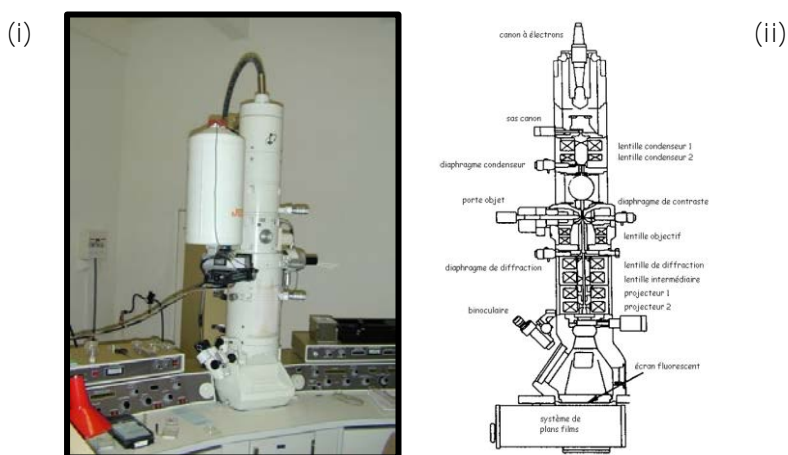 (i)
(ii)
canon à électrons
sas canon
lentille condenseur 1
lentille condenseur 2
diaphragme condenseur
porte objet
diaphragme de contraste
lentille objectif
diaphragme de diffraction
lentille de diffraction
lentille intermédiaire
projecteur 1
projecteur 2
binoculaire
écran fluorescent
système de
plans films